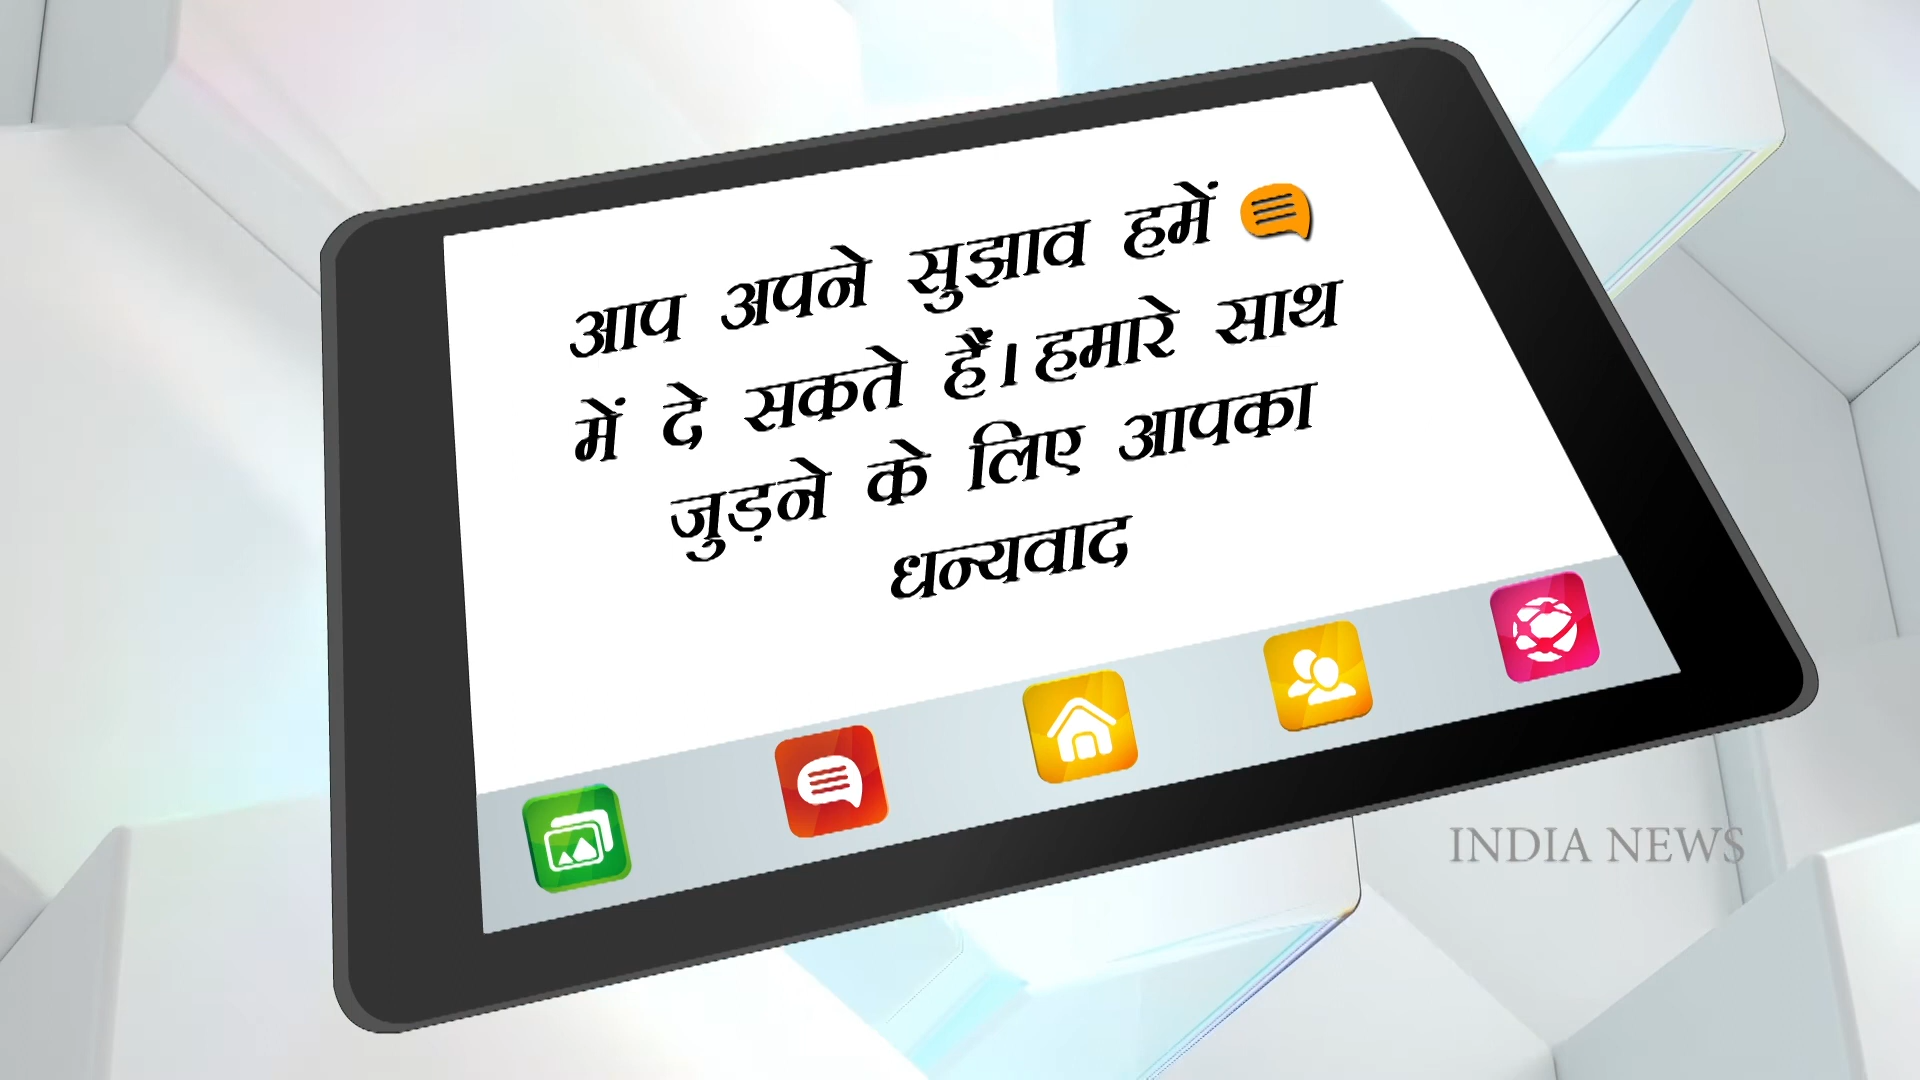 आप अपने सुझाव हमें
में दे सकते हैं। हमारे साथ
जुड़ने के लिए आपका
धन्यवाद
INDIA NEWS